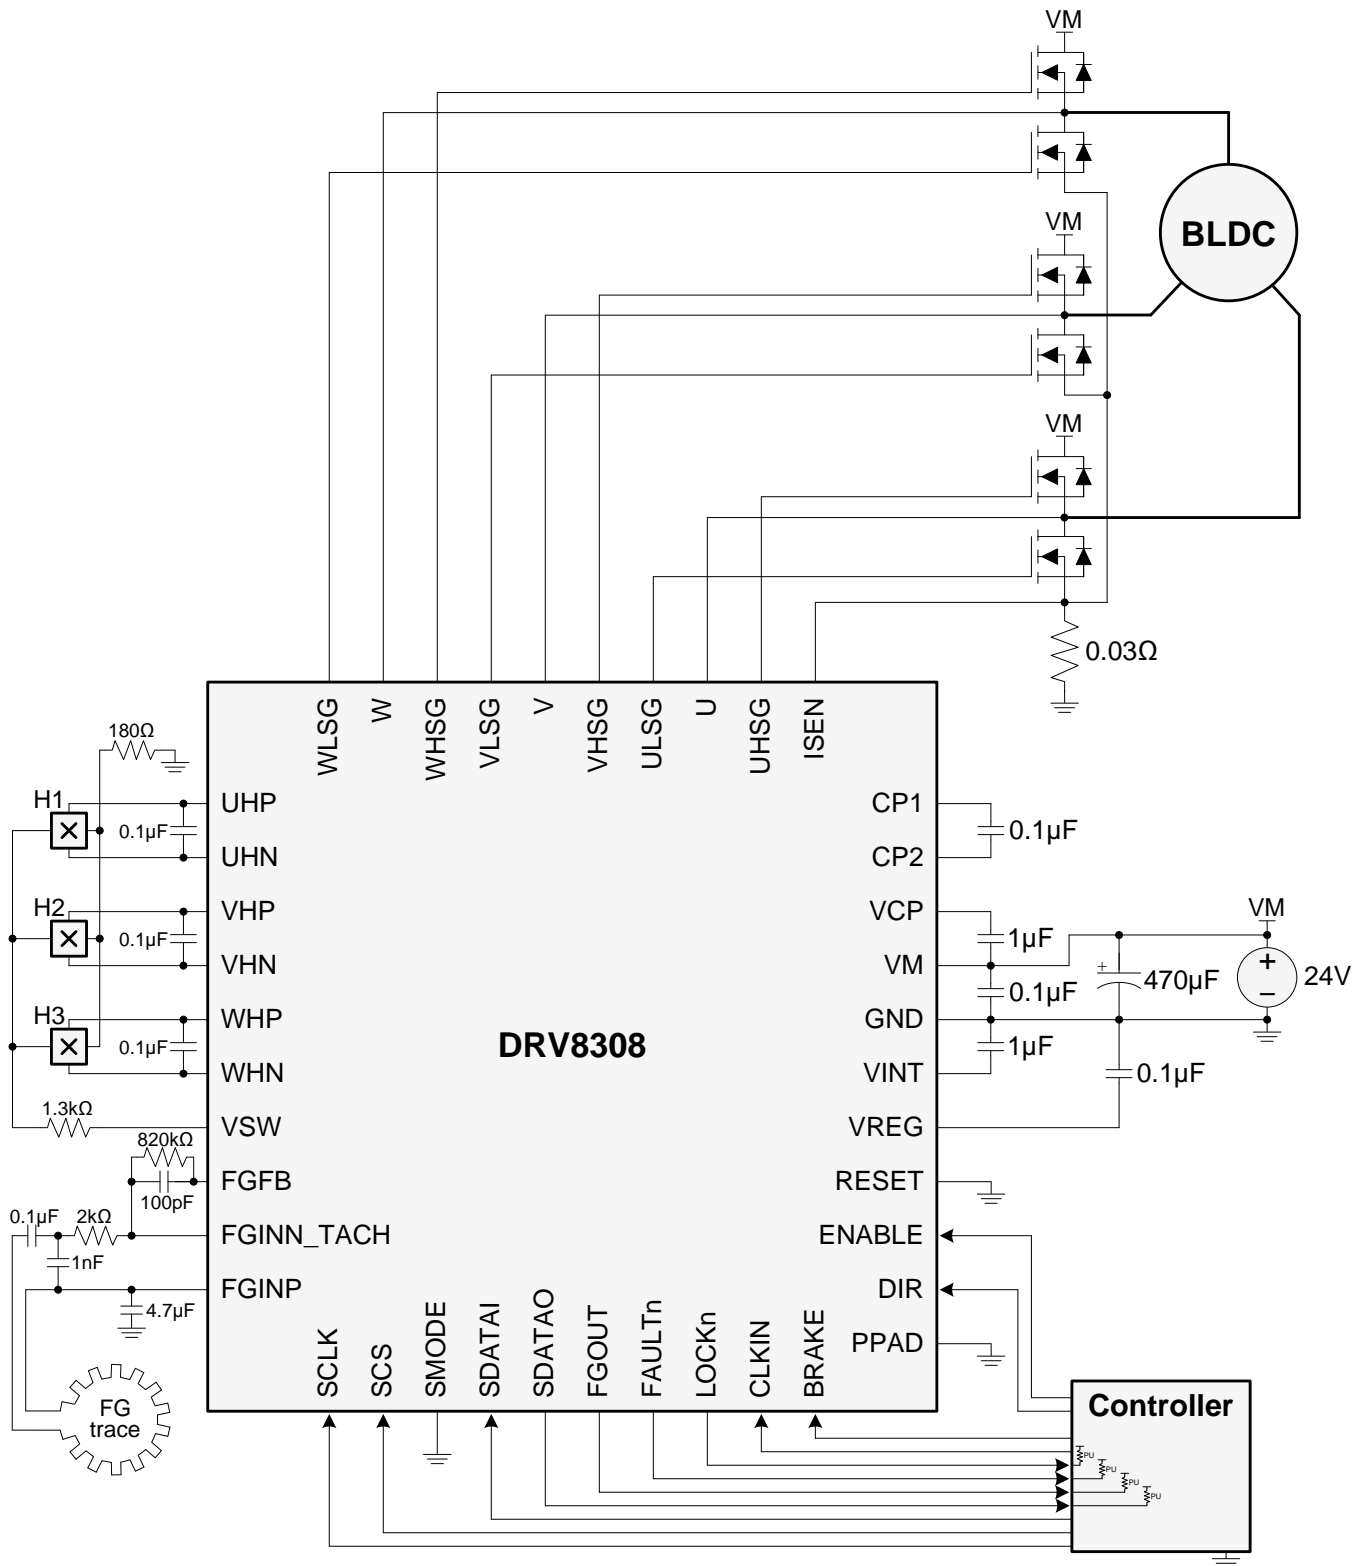 VM
VM
BLDC
VM
0.03Ω
WLSG
W
WHSG
VLSG
V
VHSG
ULSG
U
UHSG
ISEN
180Ω
H1
0.1µF
UHP
UHN
H2
0.1µF
VHP
VHN
H3
0.1µF
WHP
WHN
1.3kΩ
VSW
820kΩ
100pF
FGFB
0.1µF
2kΩ
FGINN_TACH
1nF
FGINP
4.7µF
FG
trace
DRV8308
CP1
0.1µF
CP2
VCP
1µF
VM
0.1µF
GND
1µF
VINT
VREG
+
470µF
0.1µF
VM
+
−
24V
RESET
ENABLE
DIR
PPAD
SCLK
SCS
SMODE
SDATAI
SDATAO
FGOUT
FAULTn
LOCKn
CLKIN
BRAKE
Controller
PU
PU
PU
PU